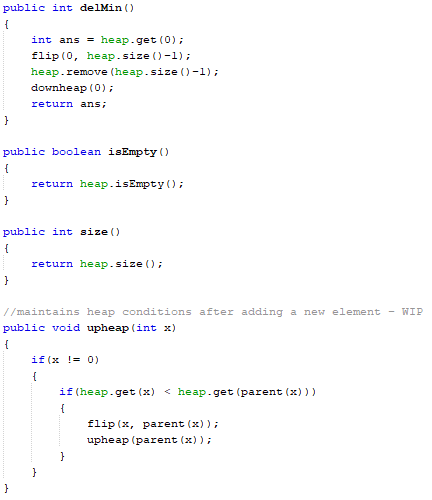 public int delMin()
{
    int ans = heap.get(0);
    flip(0, heap.size()-1);
    heap.remove(heap.size()-1);
    downheap(0);
    return ans;
}

public boolean isEmpty()
{
    return heap.isEmpty();
}

public int size()
{
    return heap.size();
}

//maintains heap conditions after adding a new element - WIP
public void upheap(int x)
{
    if(x != 0)
    {
        if(heap.get(x) < heap.get(parent(x)))
        {
            flip(x, parent(x));
            upheap(parent(x));
        }
    }
}